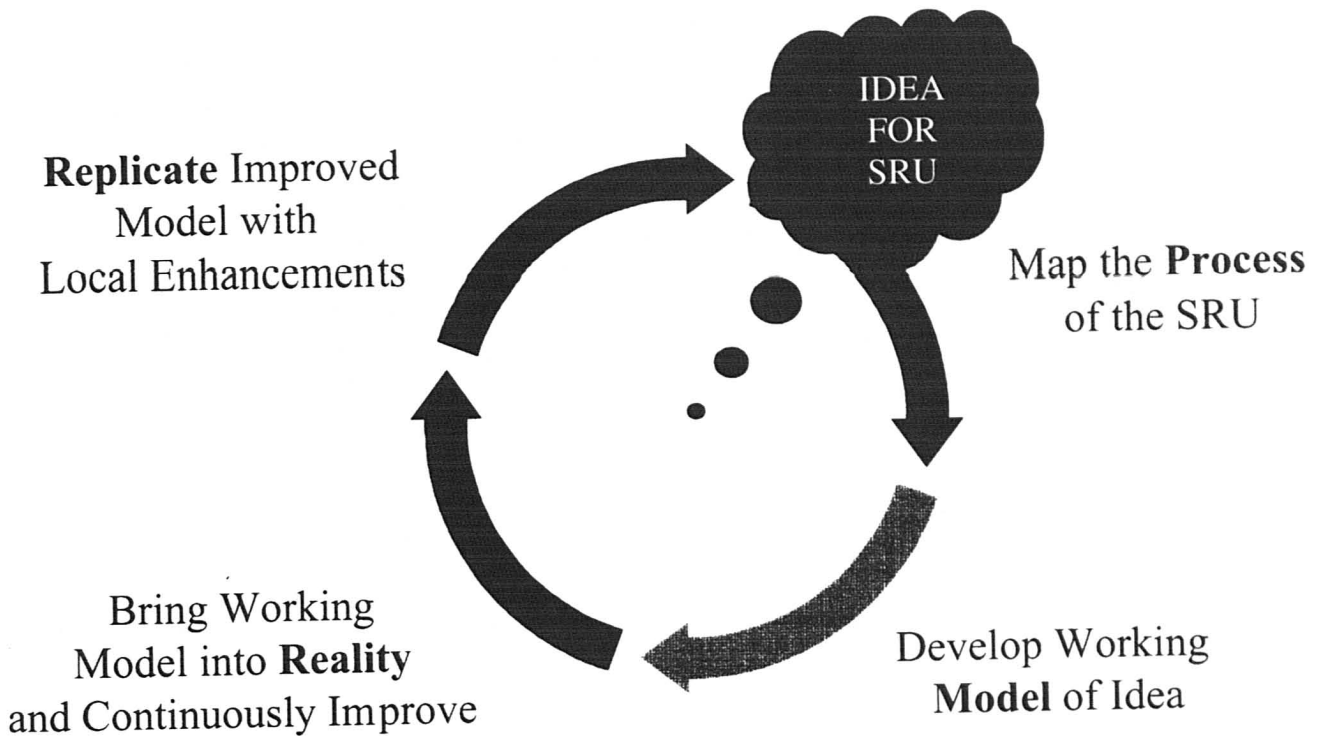 IDEA
FOR
SRU
Map the Process
of the SRU
Develop Working
Model of Idea
Bring Working
Model into Reality
and Continuously Improve
Replicate Improved
Model with
Local Enhancements